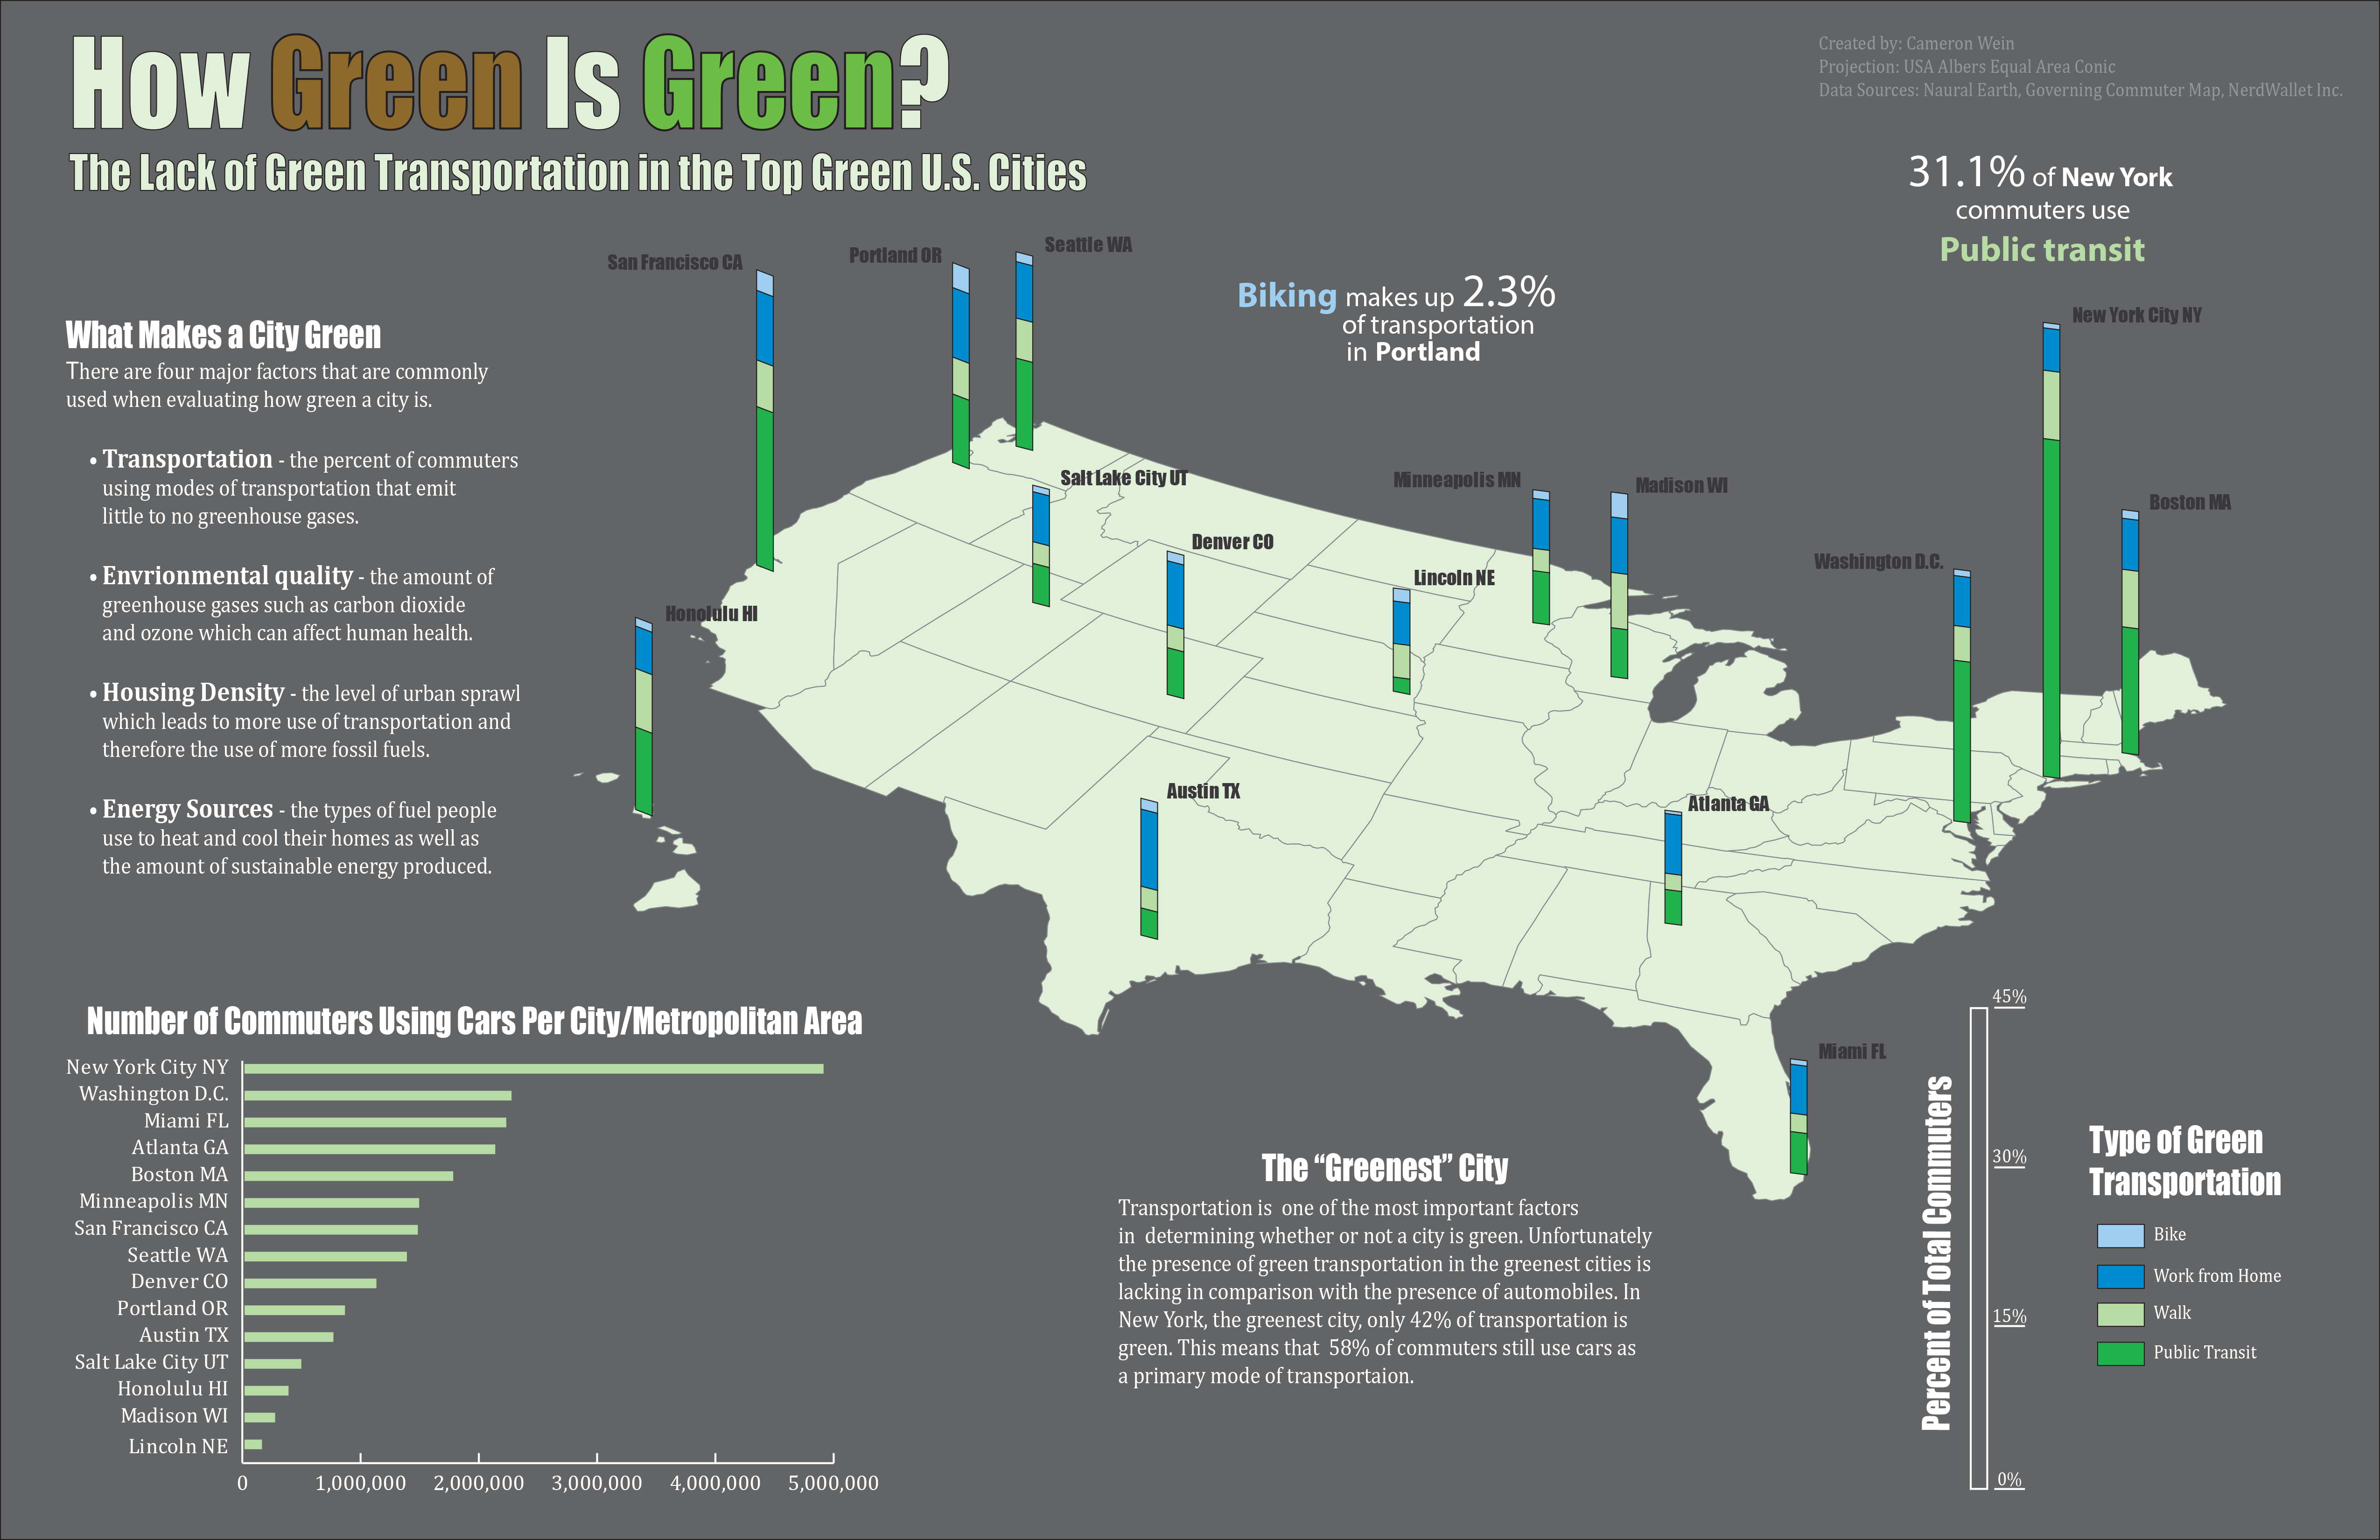 How Green Is Green?
The Lack of Green Transportation in the Top Green U.S. Cities
Created by: Cameron Wein
Projection: USA Albers Equal Area Conic
Data Sources: Naural Earth, Governing Commuter Map, NerdWallet Inc.
31.1% of New York
commuters use
Public transit
Biking makes up 2.3%
of transportation
in Portland
What Makes a City Green
There are four major factors that are commonly
used when evaluating how green a city is.
• Transportation - the percent of commuters
using modes of transportation that emit
little to no greenhouse gases.
• Envrionmental quality - the amount of
greenhouse gases such as carbon dioxide
and ozone which can affect human health.
• Housing Density - the level of urban sprawl
which leads to more use of transportation and
therefore the use of more fossil fuels.
• Energy Sources - the types of fuel people
use to heat and cool their homes as well as
the amount of sustainable energy produced.
San Francisco CA
Portland OR
Seattle WA
New York City NY
Salt Lake City UT
Minneapolis MN
Madison WI
Boston MA
Denver CO
Washington D.C.
Lincoln NE
Honolulu HI
Austin TX
Atlanta GA
Miami FL
Number of Commuters Using Cars Per City/Metropolitan Area
New York City NY
Washington D.C.
Miami FL
Atlanta GA
Boston MA
Minneapolis MN
San Francisco CA
Seattle WA
Denver CO
Portland OR
Austin TX
Salt Lake City UT
Honolulu HI
Madison WI
Lincoln NE
0 1,000,000 2,000,000 3,000,000 4,000,000 5,000,000
The “Greenest” City
Transportation is  one of the most important factors
in  determining whether or not a city is green. Unfortunately
the presence of green transportation in the greenest cities is
lacking in comparison with the presence of automobiles. In
New York, the greenest city, only 42% of transportation is
green. This means that  58% of commuters still use cars as
a primary mode of transportaion.
Percent of Total Commuters
45%
30%
15%
0%
Type of Green
Transportation
Bike
Work from Home
Walk
Public Transit